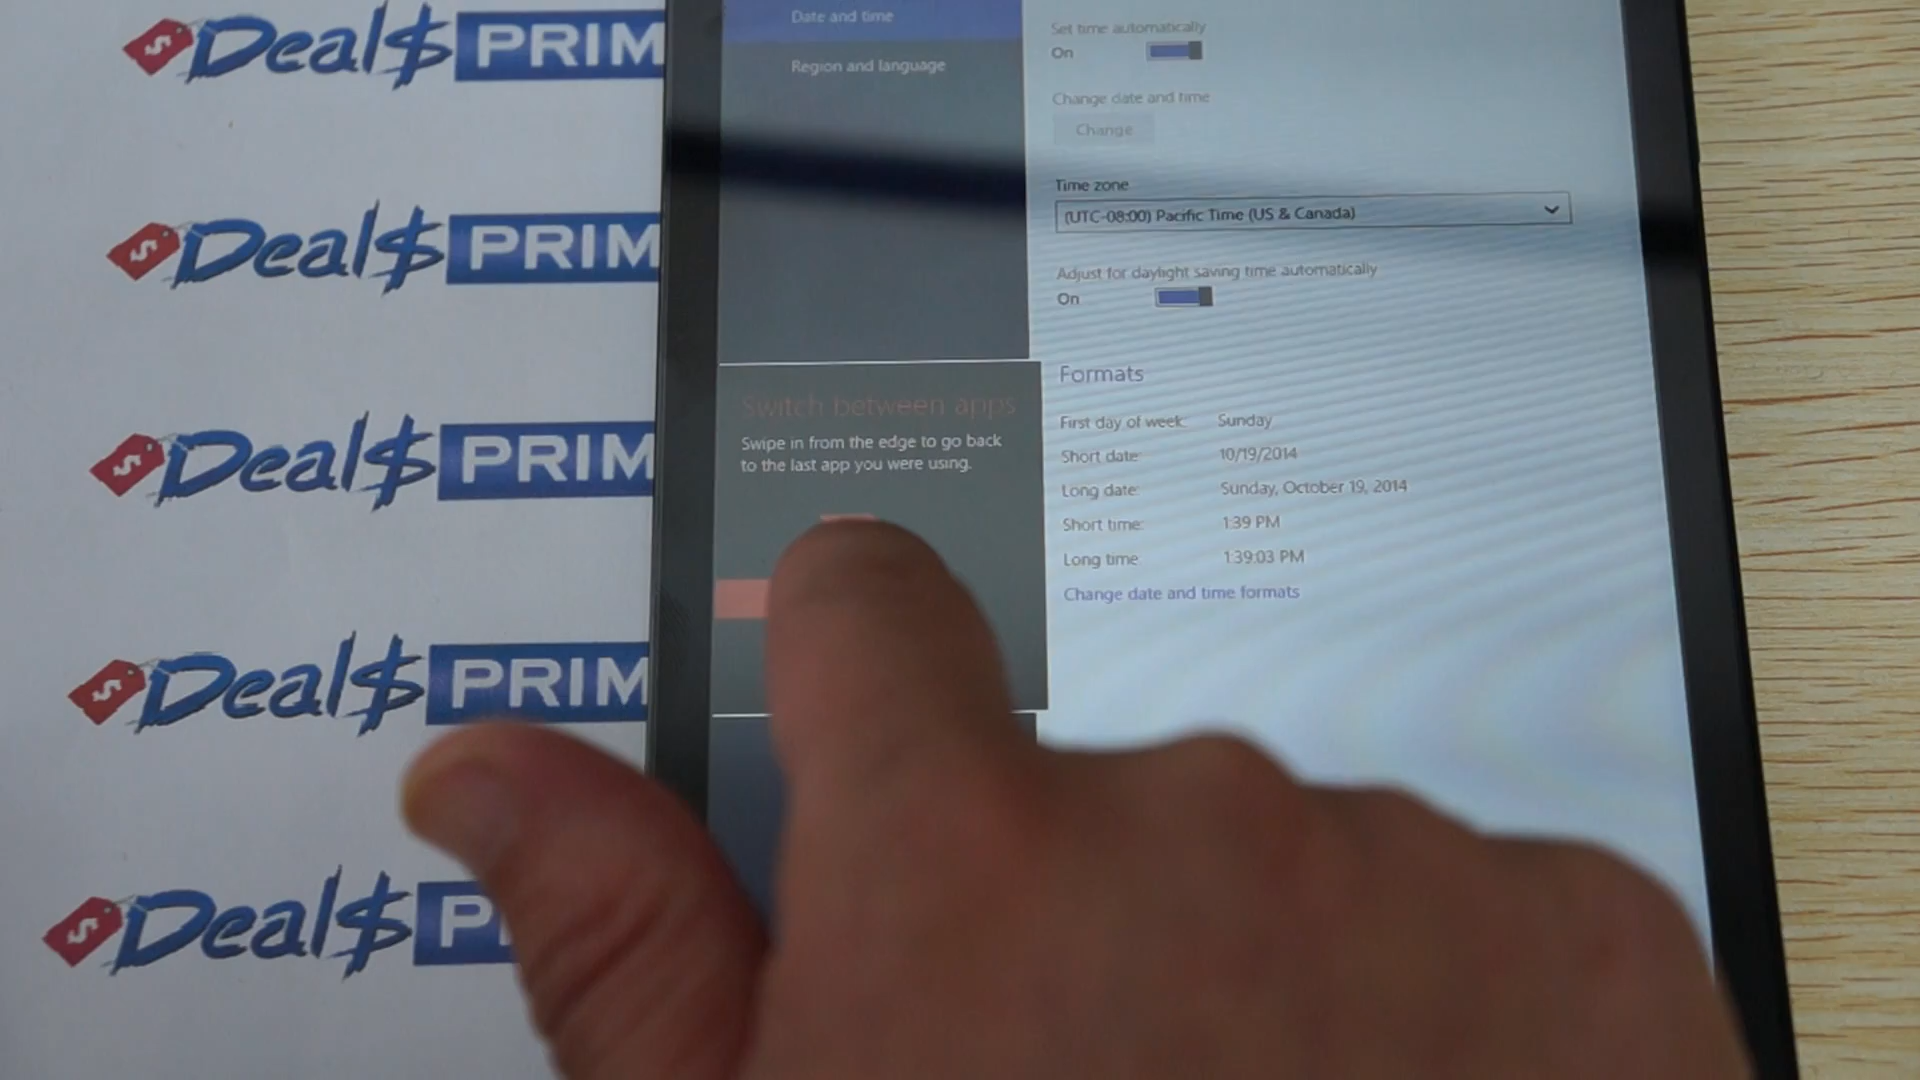 Deal$ PRIM
Deal$ PRIM
Deal$ PRIM
Deal$ PRIM
Deal$ P
Date and time
Region and language
Set time automatically
On
Change date and time
Change
Time zone
(UTC-08:00) Pacific Time (US & Canada)
Adjust for daylight saving time automatically
On
Switch between apps
Swipe in from the edge to go back
to the last app you were using.
Formats
First day of week: Sunday
Short date: 10/19/2014
Long date: Sunday, October 19, 2014
Short time: 1:39 PM
Long time 1:39:03 PM
Change date and time formats